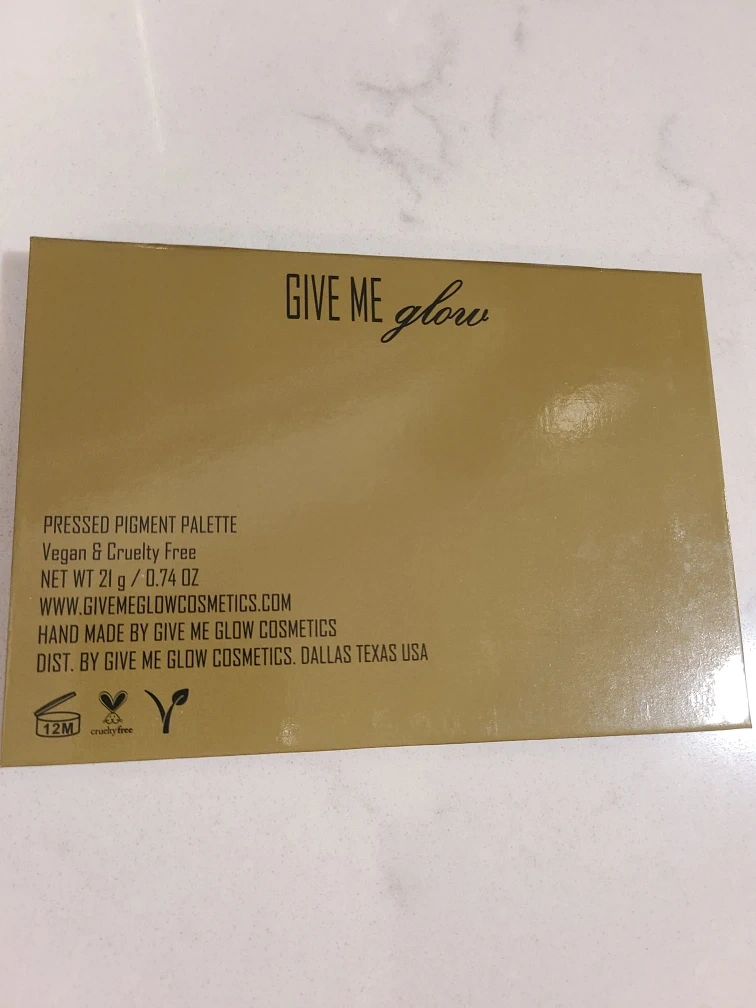 GIVE ME glow
PRESSED PIGMENT PALETTE
Vegan & Cruelty Free
NET WT 21 g / 0.74 OZ
WWW.GIVEMEGLOWCOSMETICS.COM
HAND MADE BY GIVE ME GLOW COSMETICS
DIST. BY GIVE ME GLOW COSMETICS. DALLAS TEXAS USA
12M crueltyfree